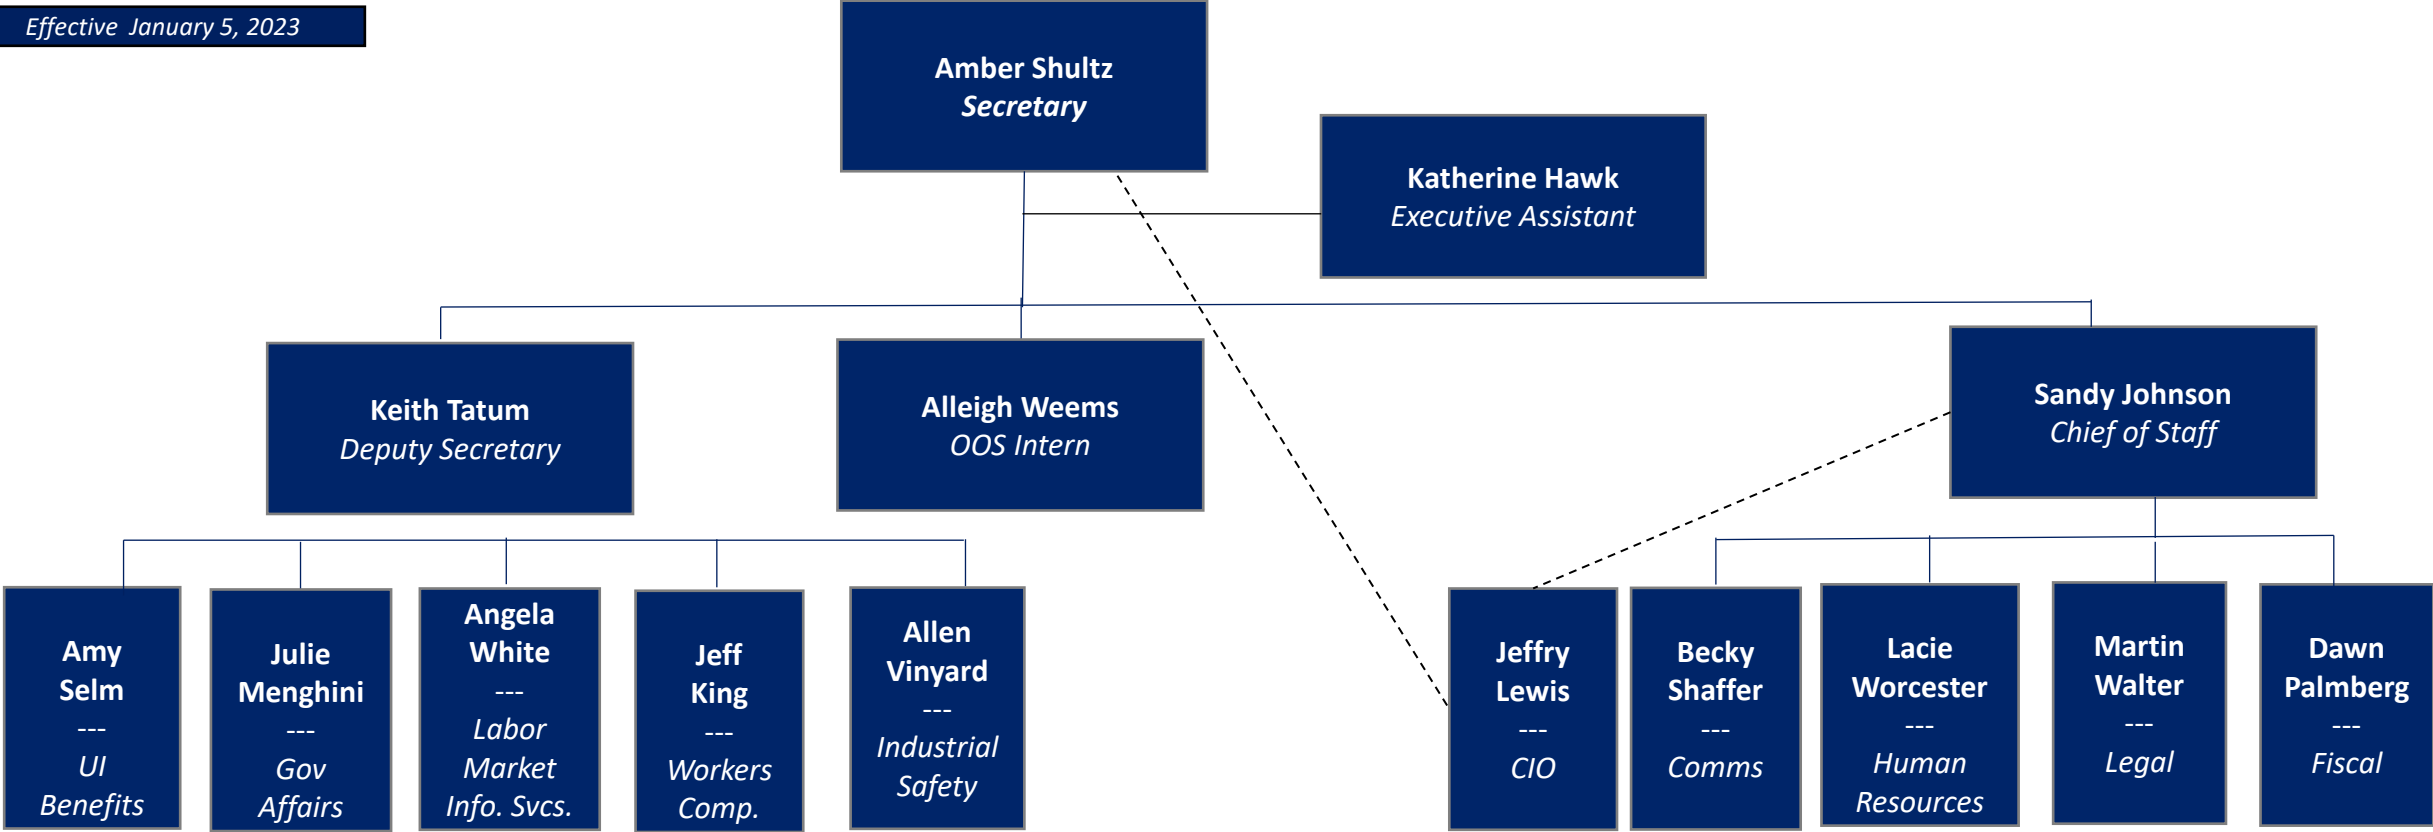 Effective January 5, 2023
Amber Shultz
Secretary
Katherine Hawk
Executive Assistant
Keith Tatum
Deputy Secretary
Alleigh Weems
OOS Intern
Sandy Johnson
Chief of Staff
Amy
Selm
---
UI
Benefits
Julie
Menghini
---
Gov
Affairs
Angela
White
---
Labor
Market
Info. Svcs.
Jeff
King
---
Workers
Comp.
Allen
Vinyard
---
Industrial
Safety
Jeffry
Lewis
---
CIO
Becky
Shaffer
---
Comms
Lacie
Worcester
---
Human
Resources
Martin
Walter
---
Legal
Dawn
Palmberg
---
Fiscal